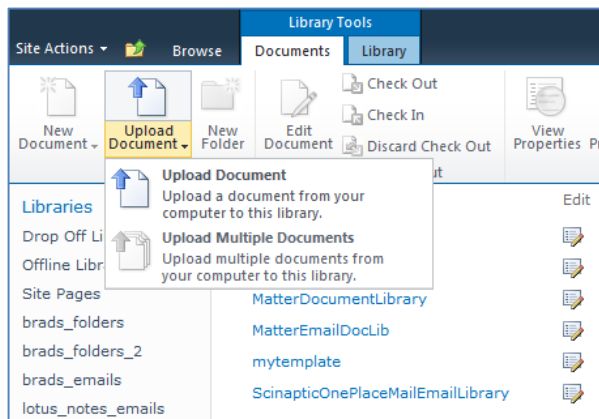 Library Tools
Site Actions Browse Documents Library
New Document
Upload Document
New Folder
Edit Document
Check Out
Check In
Discard Check Out
View Properties
Upload Document
Upload a document from your
computer to this library.
Upload Multiple Documents
Upload multiple documents from
your computer to this library.
Libraries
Edit
Drop Off Li
Offline Libr
Site Pages
MatterDocumentLibrary
brads_folders
MatterEmailDocLib
brads_folders_2
mytemplate
brads_emails
ScinapticOnePlaceMailEmailLibrary
lotus_notes_emails